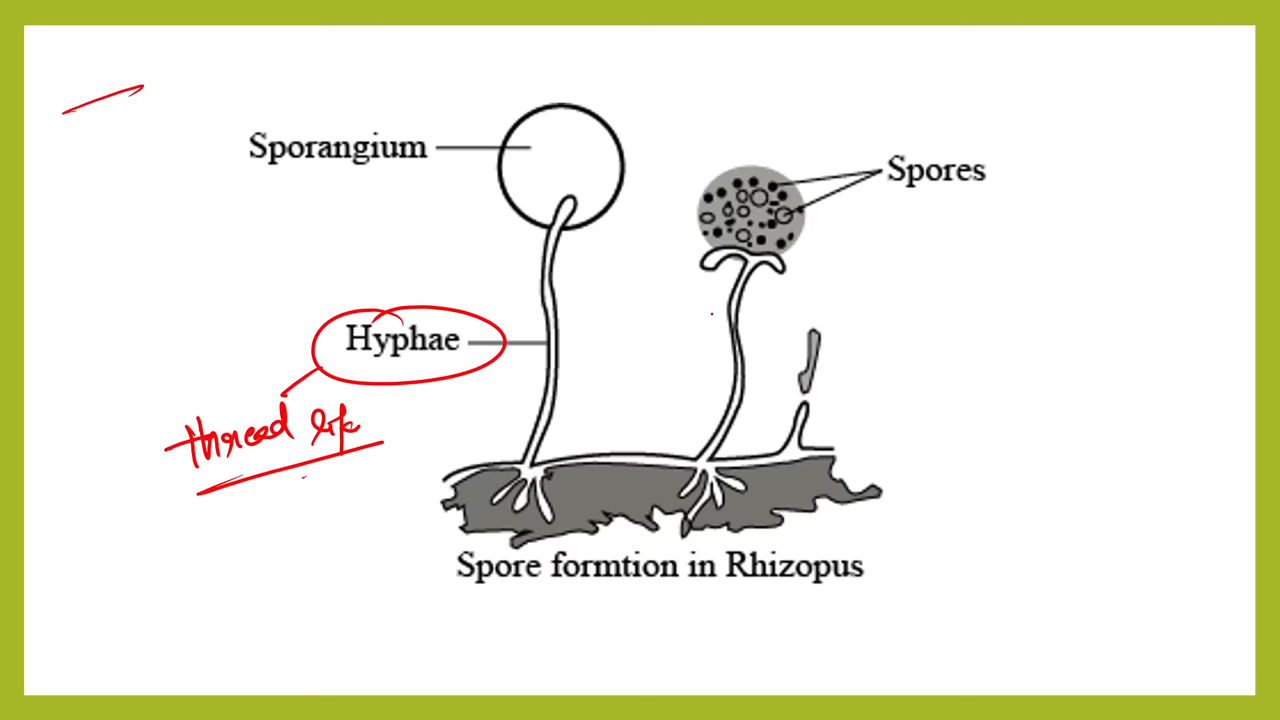 Sporangium
Spores
Hyphae
thread like
Spore formtion in Rhizopus